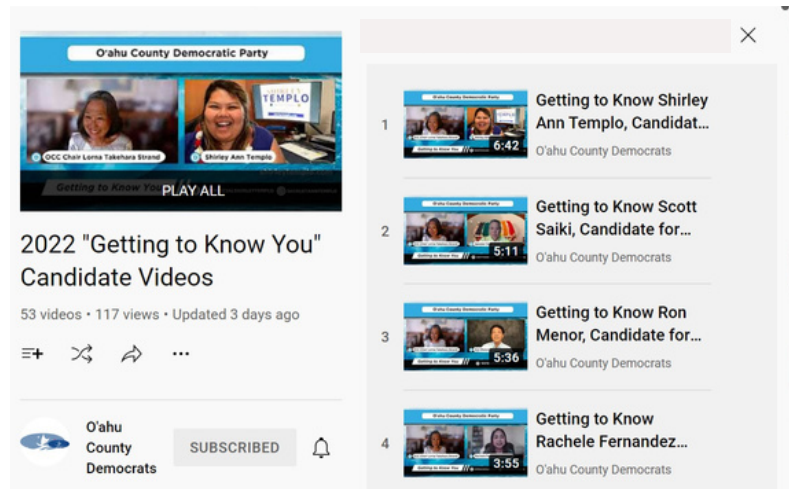 O'ahu County Democratic Party
TEMPLO
OCC Chair Lorna Takehara Strand
Shirley Ann Templo
Getting to Know You
PLAY ALL
2022 "Getting to Know You"
Candidate Videos
53 videos • 117 views • Updated 3 days ago
O'ahu
County
Democrats
SUBSCRIBED
1
6:42
Getting to Know Shirley
Ann Templo, Candidat...
O'ahu County Democrats
2
5:11
Getting to Know Scott
Saiki, Candidate for...
O'ahu County Democrats
3
5:36
Getting to Know Ron
Menor, Candidate for...
O'ahu County Democrats
4
3:55
Getting to Know
Rachele Fernandez...
O'ahu County Democrats